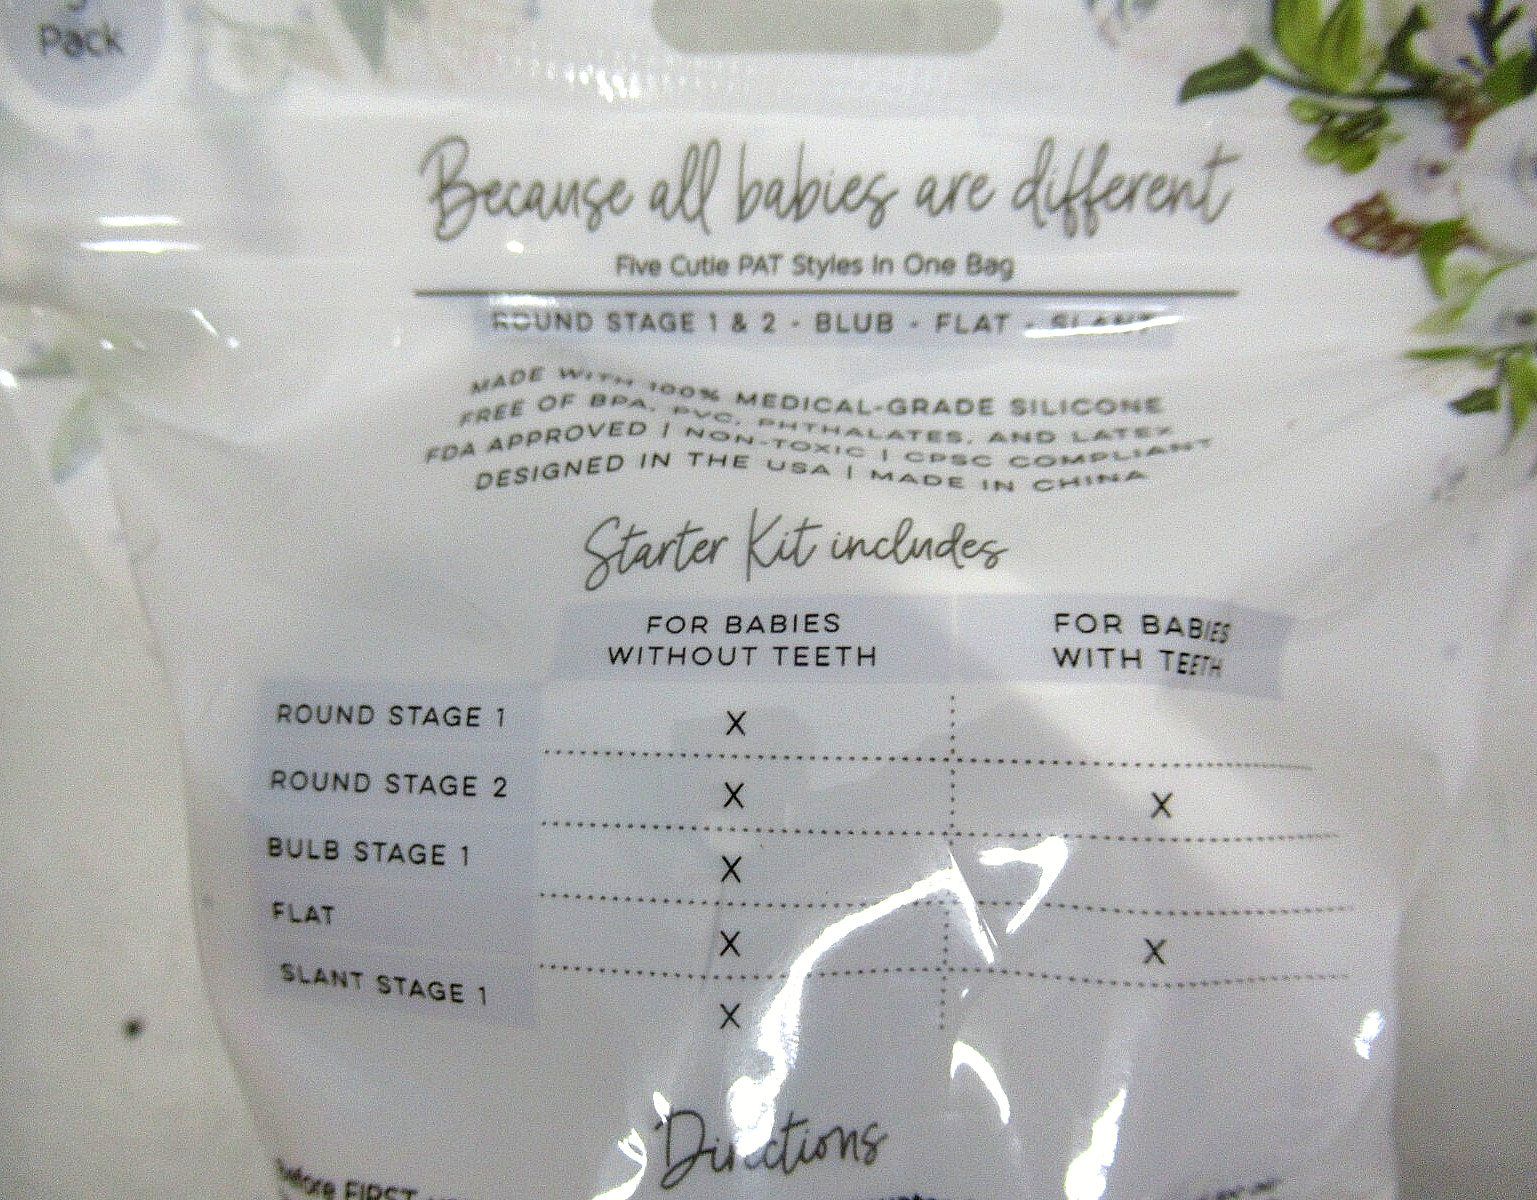 Pack
Because all babies are different
Five Cutie PAT Styles In One Bag
ROUND STAGE 1 & 2 - BLUB - FLAT - SLANT
MADE WITH 100% MEDICAL-GRADE SILICONE
FREE OF BPA, PVC, PHTHALATES, AND LATEX
FDA APPROVED | NON-TOXIC | CPSC COMPLIANT
DESIGNED IN THE USA | MADE IN CHINA
Starter Kit includes
FOR BABIES WITHOUT TEETH
FOR BABIES WITH TEETH
ROUND STAGE 1 X
ROUND STAGE 2 X X
BULB STAGE 1 X
FLAT X X
SLANT STAGE 1 X
Directions
before FIRST